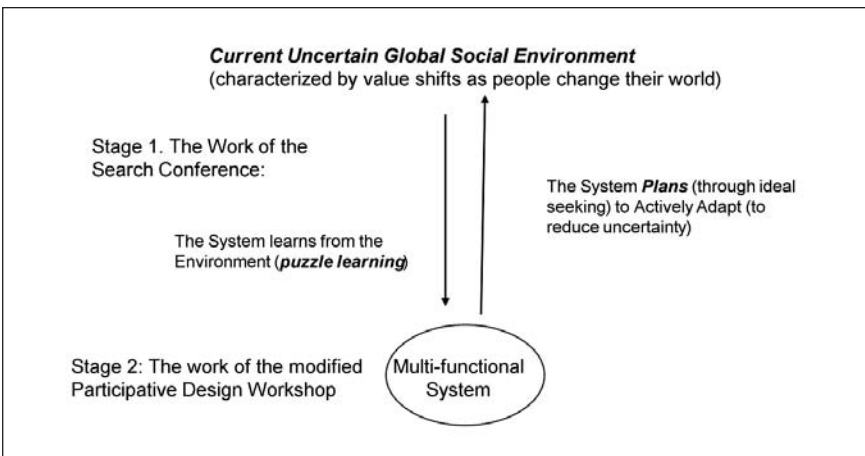 Current Uncertain Global Social Environment
(characterized by value shifts as people change their world)
Stage 1. The Work of the
Search Conference:
The System Plans (through ideal
seeking) to Actively Adapt (to
reduce uncertainty)
The System learns from the
Environment (puzzle learning)
Stage 2: The work of the modified
Participative Design Workshop
Multi-functional
System